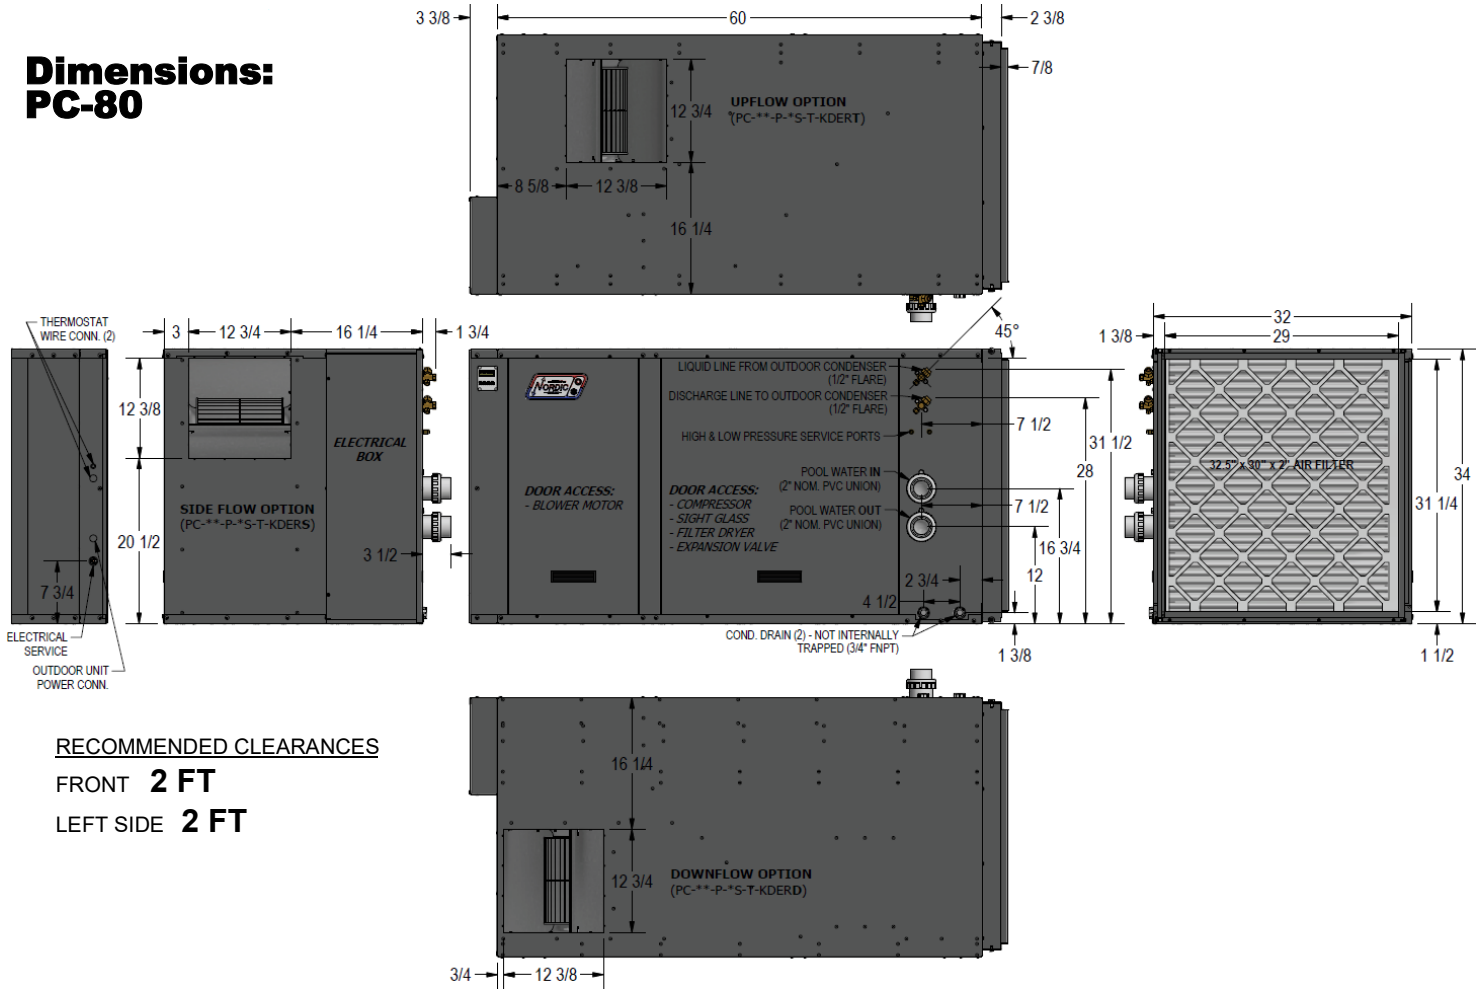 Dimensions:
PC-80
3 3/8
60
2 3/8
7/8
12 3/4
UPFLOW OPTION
(PC-**-P-*S-T-KDERT)
8 5/8
12 3/8
16 1/4
THERMOSTAT
WIRE CONN. (2)
3
12 3/4
16 1/4
1 3/4
12 3/8
ELECTRICAL
BOX
SIDE FLOW OPTION
(PC-**-P-*S-T-KDERS)
20 1/2
7 3/4
3 1/2
ELECTRICAL
SERVICE
OUTDOOR UNIT
POWER CONN.
NORDIC
45°
LIQUID LINE FROM OUTDOOR CONDENSER
(1/2" FLARE)
DISCHARGE LINE TO OUTDOOR CONDENSER
(1/2" FLARE)
7 1/2
HIGH & LOW PRESSURE SERVICE PORTS
31 1/2
28
POOL WATER IN
(2" NOM. PVC UNION)
DOOR ACCESS:
- BLOWER MOTOR
DOOR ACCESS:
- COMPRESSOR
- SIGHT GLASS
- FILTER DRYER
- EXPANSION VALVE
POOL WATER OUT
(2" NOM. PVC UNION)
7 1/2
16 3/4
12
2 3/4
4 1/2
COND. DRAIN (2) - NOT INTERNALLY
TRAPPED (3/4" FNPT)
1 3/8
32
1 3/8
29
32.5" x 30" x 2" AIR FILTER
34
31 1/4
1 1/2
RECOMMENDED CLEARANCES
FRONT 2 FT
LEFT SIDE 2 FT
16 1/4
12 3/4
DOWNFLOW OPTION
(PC-**-P-*S-T-KDERD)
3/4
12 3/8